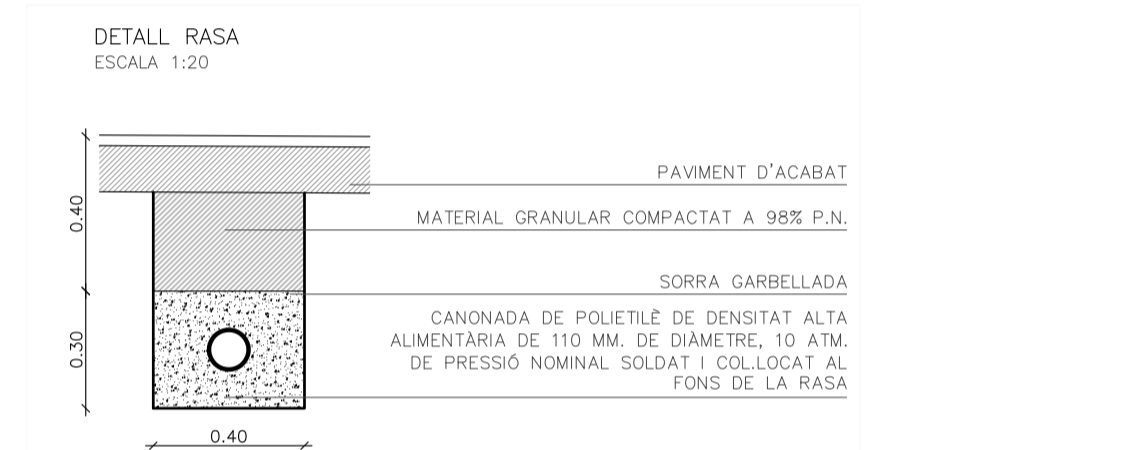 DETALL RASA
ESCALA 1:20
0.40
PAVIMENT D'ACABAT
MATERIAL GRANULAR COMPACTAT A 98% P.N.
0.30
SORRA GARBELLADA
CANONADA DE POLIETILÈ DE DENSITAT ALTA
ALIMENTÀRIA DE 110 MM. DE DIÀMETRE, 10 ATM.
DE PRESSIÓ NOMINAL SOLDAT I COL.LOCAT AL
FONS DE LA RASA
0.40